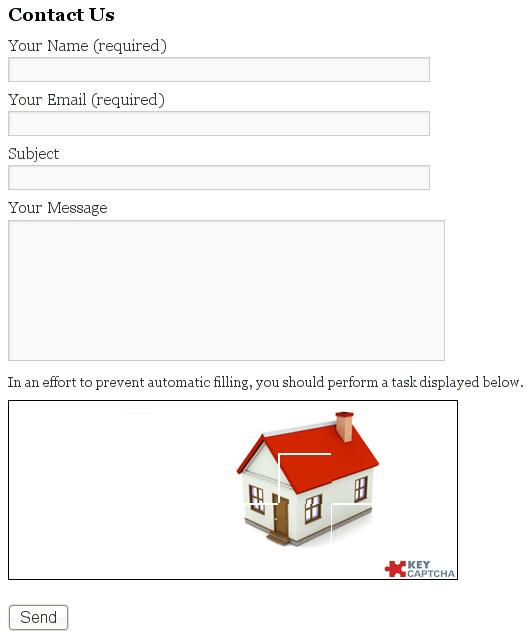 Contact Us
Your Name (required)
Your Email (required)
Subject
Your Message
In an effort to prevent automatic filling, you should perform a task displayed below.
KEY
CAPTCHA
Send